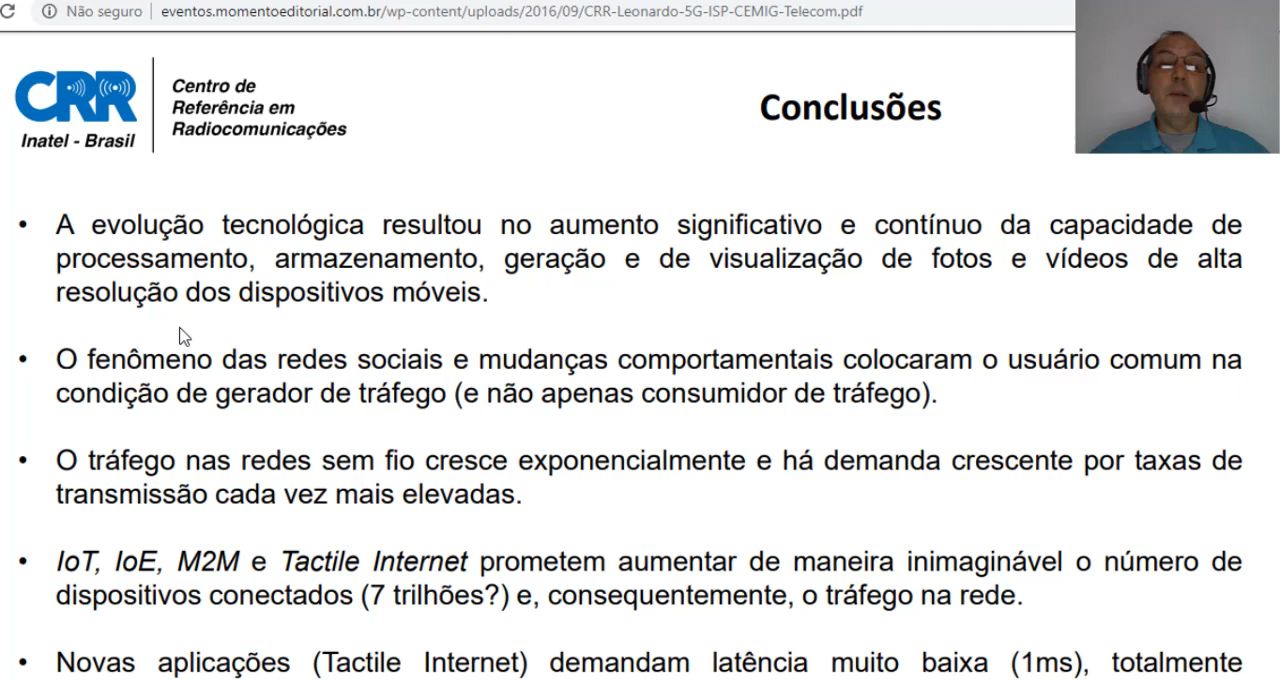 Não seguro
eventos.momentoeditorial.com.br/wp-content/uploads/2016/09/CRR-Leonardo-5G-ISP-CEMIG-Telecom.pdf
CRR
Inatel - Brasil
Centro de
Referência em
Radiocomunicações
Conclusões
• A evolução tecnológica resultou no aumento significativo e contínuo da capacidade de
processamento, armazenamento, geração e de visualização de fotos e vídeos de alta
resolução dos dispositivos móveis.
• O fenômeno das redes sociais e mudanças comportamentais colocaram o usuário comum na
condição de gerador de tráfego (e não apenas consumidor de tráfego).
• O tráfego nas redes sem fio cresce exponencialmente e há demanda crescente por taxas de
transmissão cada vez mais elevadas.
• IoT, IoE, M2M e Tactile Internet prometem aumentar de maneira inimaginável o número de
dispositivos conectados (7 trilhões?) e, consequentemente, o tráfego na rede.
• Novas aplicações (Tactile Internet) demandam latência muito baixa (1ms), totalmente